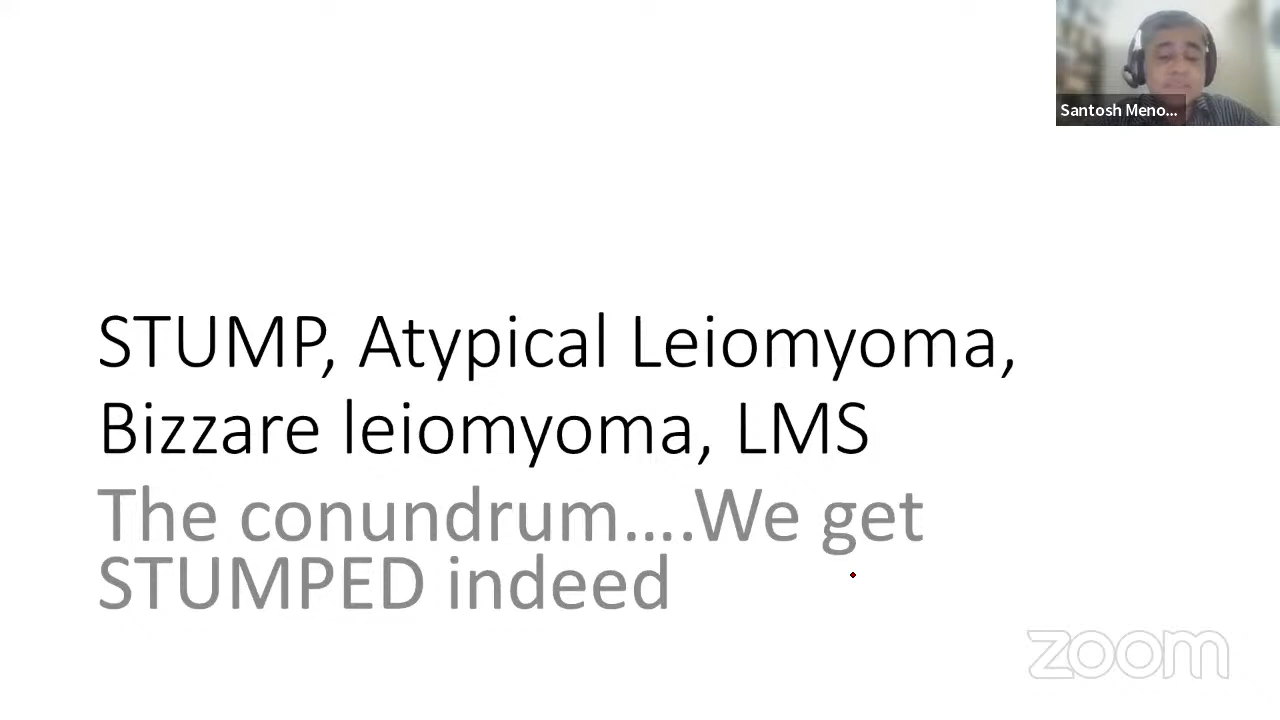 Santosh Meno...
STUMP, Atypical Leiomyoma,
Bizzare leiomyoma, LMS
The conundrum....We get
STUMPED indeed
zoom